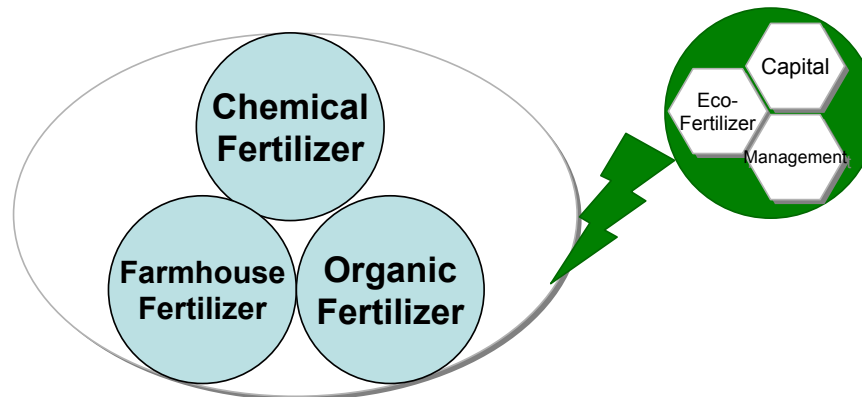 Chemical
Fertilizer
Farmhouse
Fertilizer
Organic
Fertilizer
Capital
Eco-
Fertilizer
Management